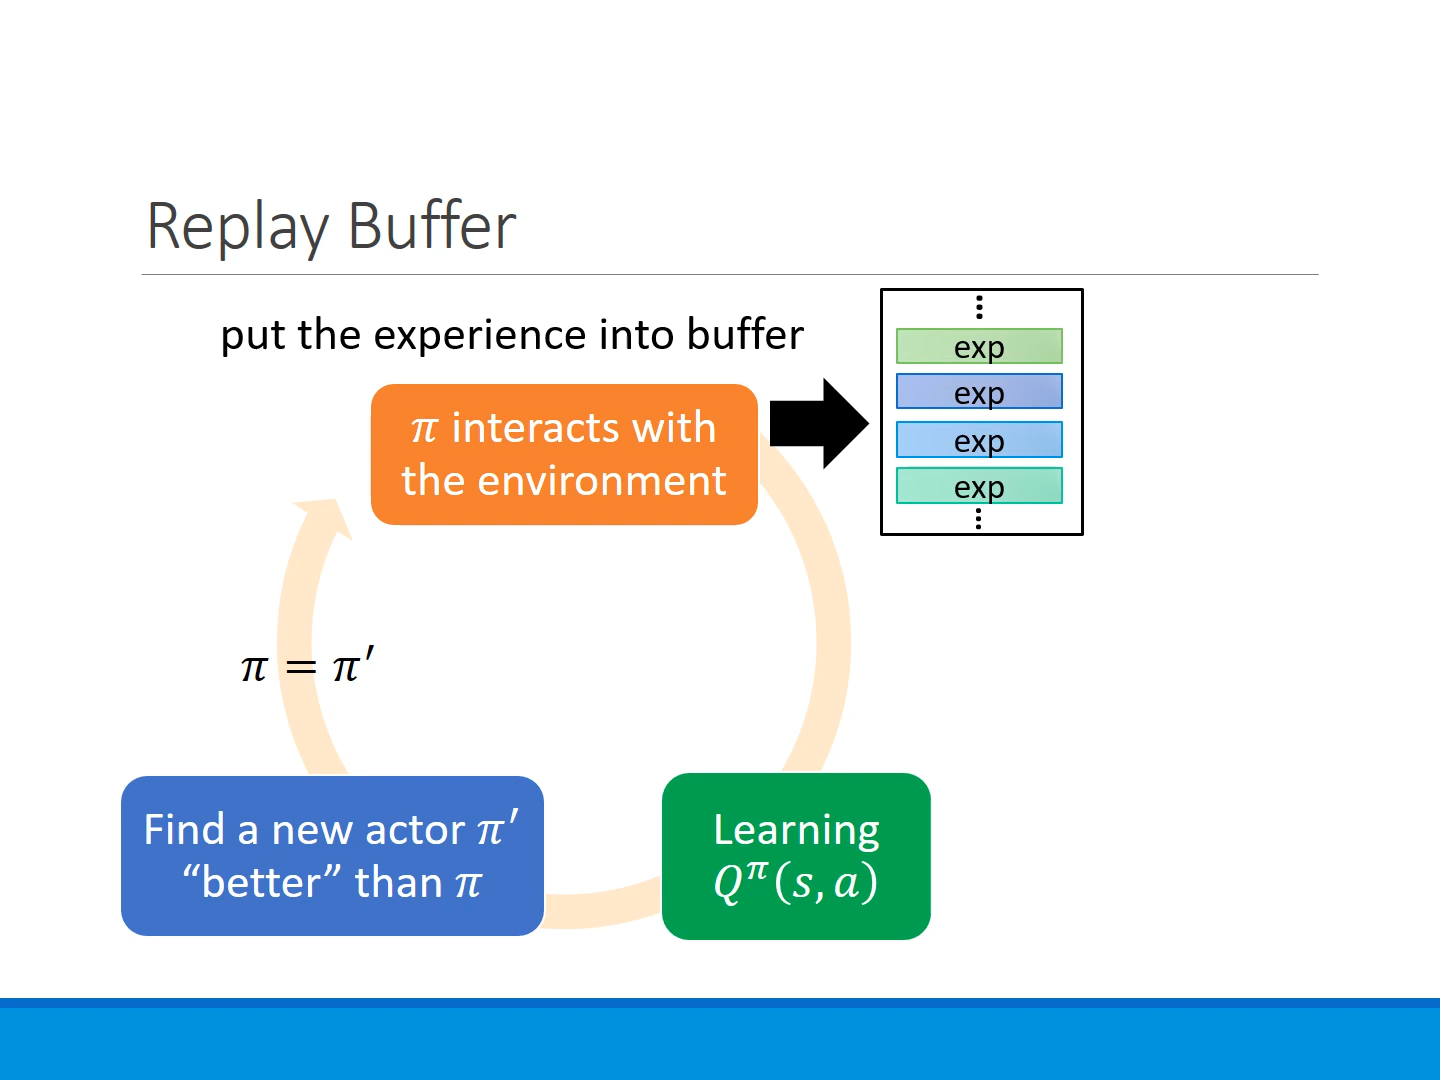 Replay Buffer
put the experience into buffer
⋮
exp
exp
exp
exp
⋮
π interacts with
the environment
π = π′
Find a new actor π′
“better” than π
Learning
Q^π(s, a)